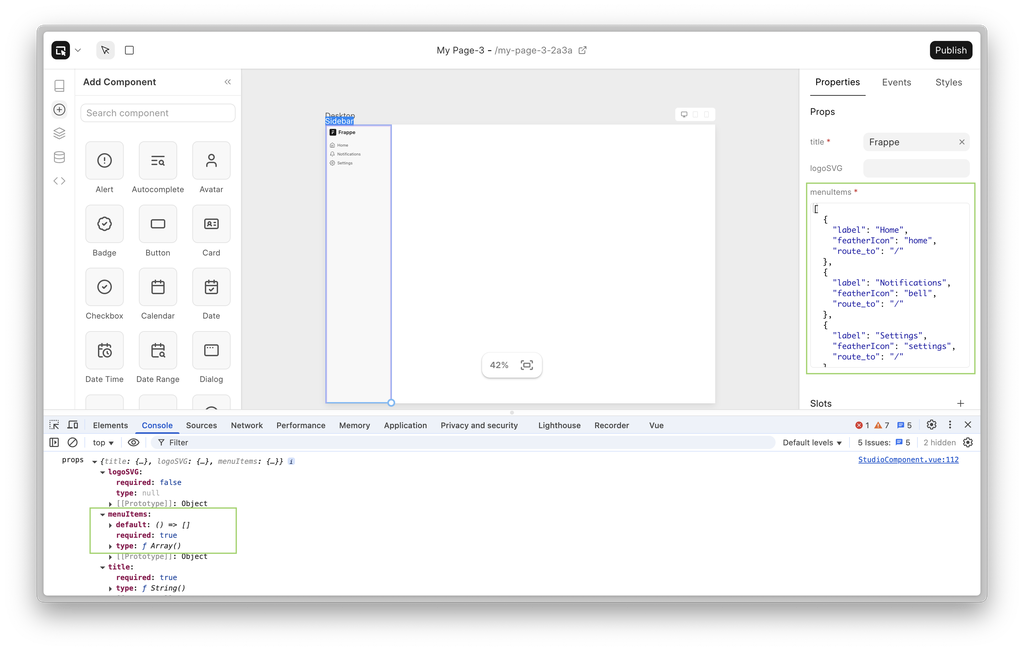 My Page-3 – /my-page-3-2a3a
Publish
Add Component
Search component
Alert
Autocomplete
Avatar
Badge
Button
Card
Checkbox
Calendar
Date
Date Time
Date Range
Dialog
Desktop
Sidebar
Frappe
Home
Notifications
Settings
42%
Properties Events Styles
Props
title * Frappe
logoSVG
menuItems *
[
{
"label": "Home",
"featherIcon": "home",
"route_to": "/"
},
{
"label": "Notifications",
"featherIcon": "bell",
"route_to": "/"
},
{
"label": "Settings",
"featherIcon": "settings",
"route_to": "/"
}
Slots
Elements Console Sources Network Performance Memory Application Privacy and security Lighthouse Recorder Vue 1 7 5
top Filter Default levels 5 Issues: 5 2 hidden
props {title: {…}, logoSVG: {…}, menuItems: {…}} StudioComponent.vue:112
logoSVG:
required: false
type: null
[[Prototype]]: Object
menuItems:
default: () => []
required: true
type: ƒ Array()
[[Prototype]]: Object
title:
required: true
type: ƒ String()